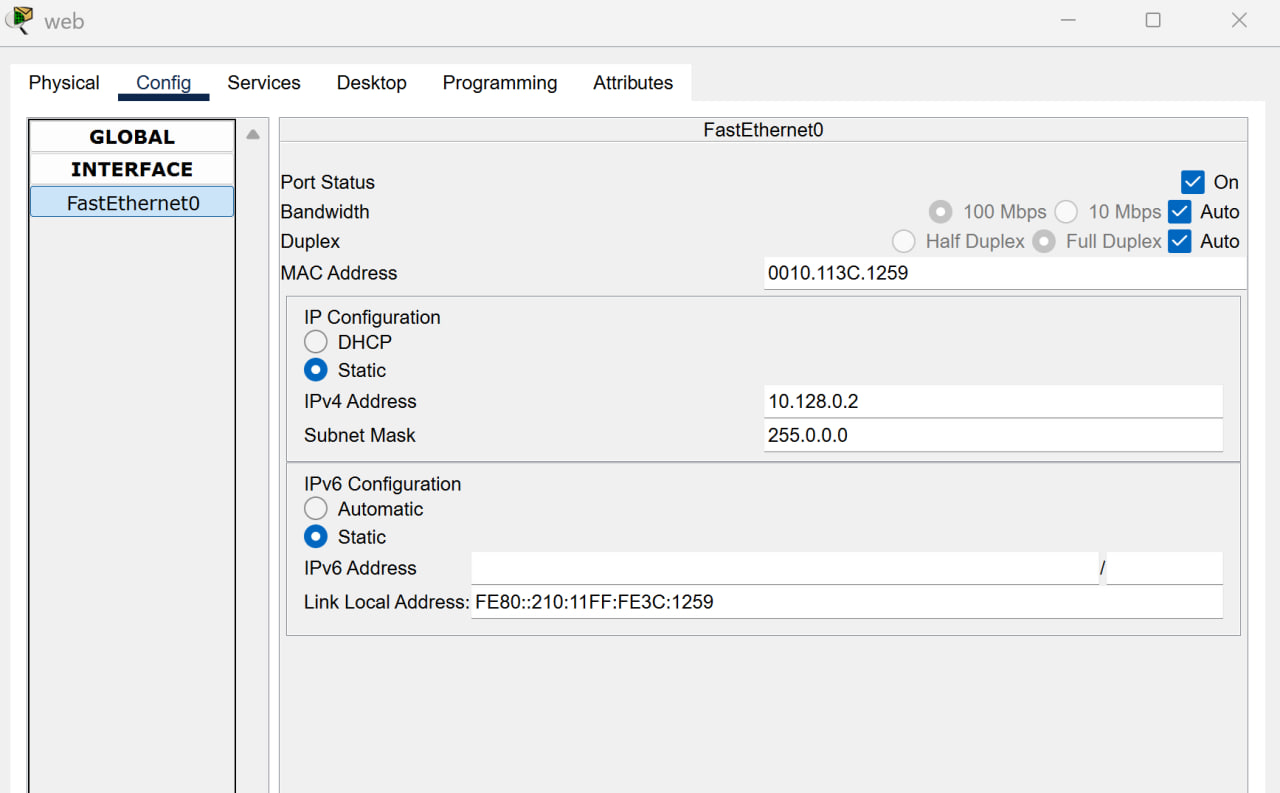 web
Physical Config Services Desktop Programming Attributes
GLOBAL
INTERFACE
FastEthernet0
FastEthernet0
Port Status On
Bandwidth 100 Mbps 10 Mbps Auto
Duplex Half Duplex Full Duplex Auto
MAC Address 0010.113C.1259
IP Configuration
DHCP
Static
IPv4 Address 10.128.0.2
Subnet Mask 255.0.0.0
IPv6 Configuration
Automatic
Static
IPv6 Address /
Link Local Address: FE80::210:11FF:FE3C:1259